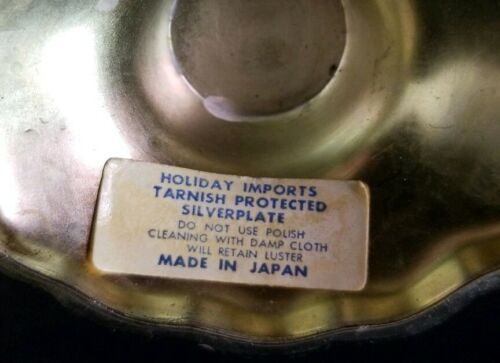 HOLIDAY IMPORTS
TARNISH PROTECTED
SILVERPLATE
DO NOT USE POLISH
CLEANING WITH DAMP CLOTH
WILL RETAIN LUSTER
MADE IN JAPAN